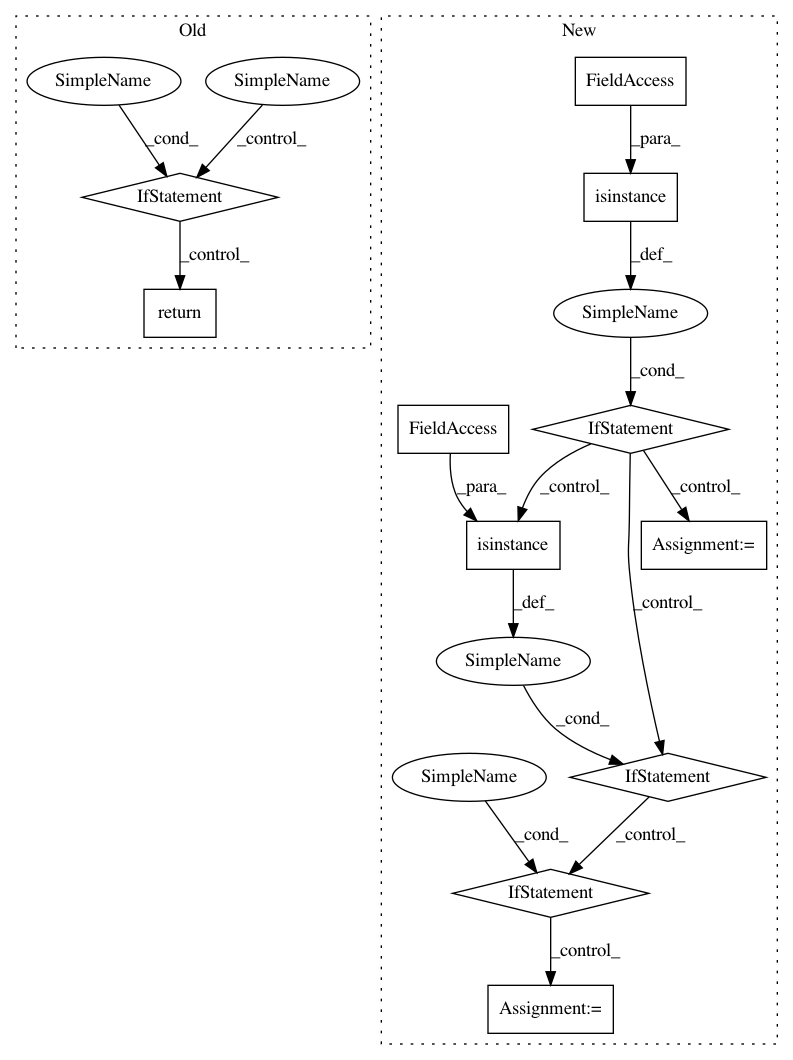 Old
SimpleName
SimpleName
_cond_
_control_
IfStatement
_control_
return
New
FieldAccess
_para_
isinstance
_def_
SimpleName
_cond_
FieldAccess
IfStatement
_para_
_control_
_control_
isinstance
Assignment:=
_def_
_control_
SimpleName
_cond_
SimpleName
IfStatement
_cond_
_control_
IfStatement
_control_
Assignment:=